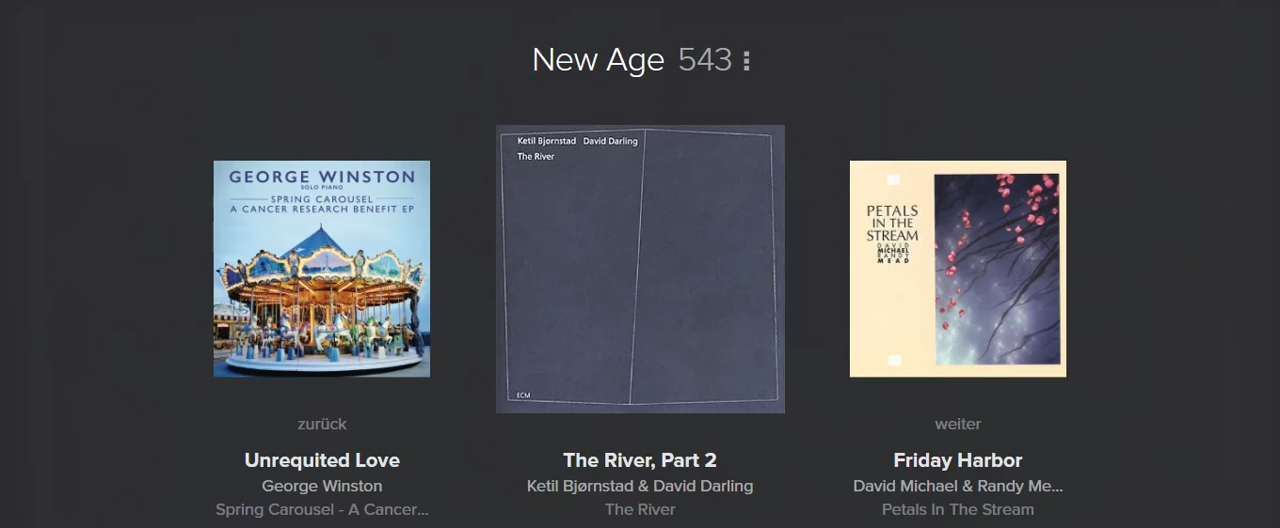 New Age 543
GEORGE WINSTON
SOLO PIANO
SPRING CAROUSEL
A CANCER RESEARCH BENEFIT EP
Ketil Bjørnstad David Darling
The River
ECM
PETALS
IN THE
STREAM
DAVID
MICHAEL
RANDY
MEAD
zurück
weiter
Unrequited Love
The River, Part 2
Friday Harbor
George Winston
Ketil Bjørnstad & David Darling
David Michael & Randy Me...
Spring Carousel - A Cancer...
The River
Petals In The Stream